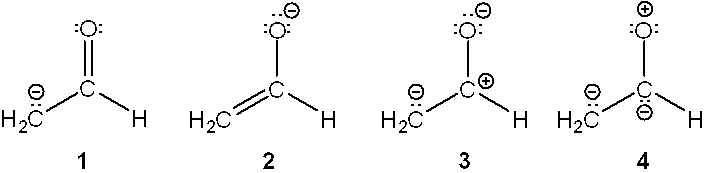 O O ⊖ O ⊖ O ⊕
⊖ C C ⊖ C ⊕ ⊖ C ⊖
H₂C H H₂C H H₂C H H₂C H
1 2 3 4